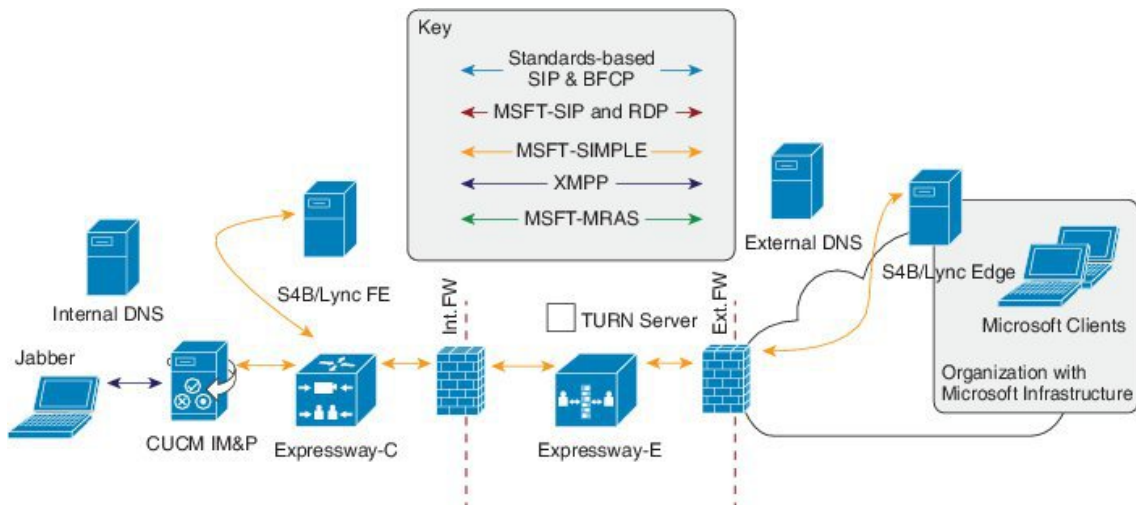 Key
Standards-based
SIP & BFCP
MSFT-SIP and RDP
MSFT-SIMPLE
XMPP
MSFT-MRAS
External DNS
S4B/Lync Edge
Microsoft Clients
Organization with
Microsoft Infrastructure
S4B/Lync FE
Internal DNS
Int.FW
TURN Server
Ext.FW
Jabber
CUCM IM&P
Expressway-C
Expressway-E